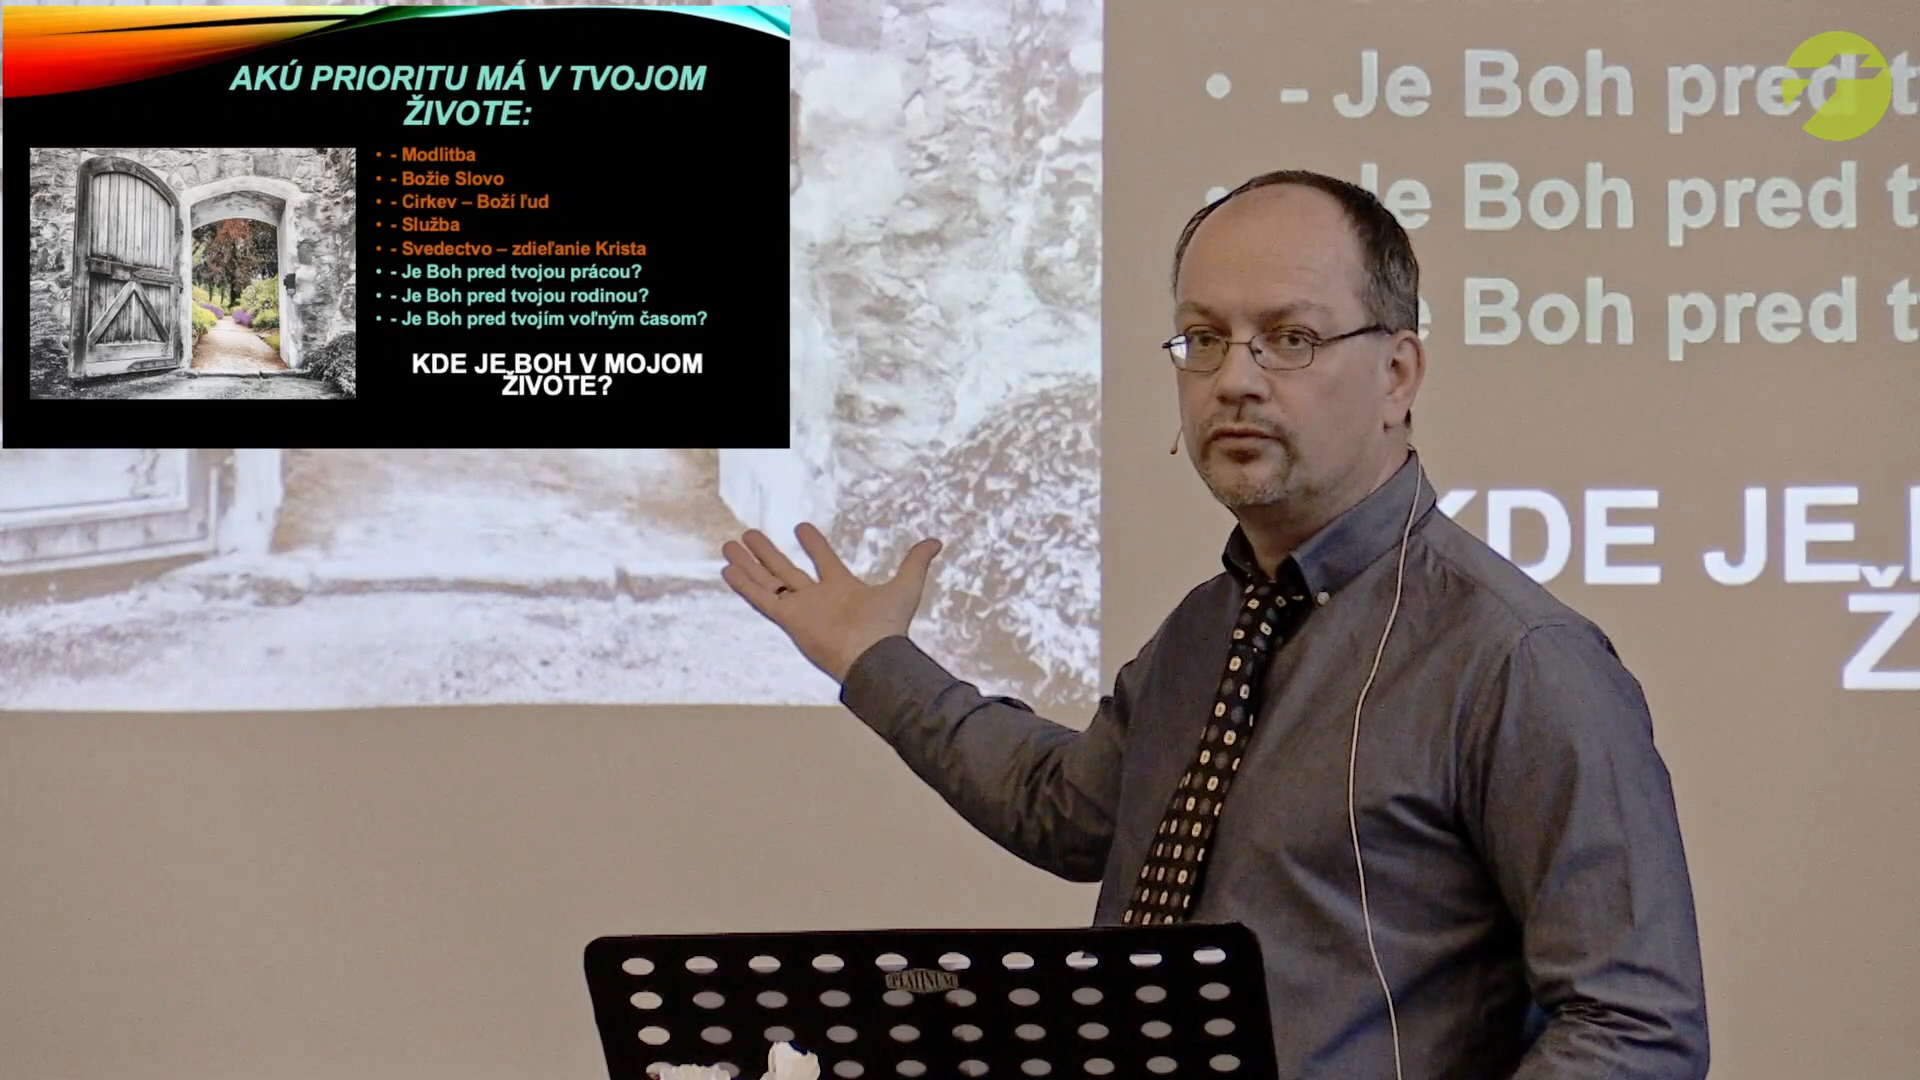 AKÚ PRIORITU MÁ V TVOJOM
ŽIVOTE:
• - Modlitba
• - Božie Slovo
• - Cirkev – Boží ľud
• - Služba
• - Svedectvo – zdieľanie Krista
• - Je Boh pred tvojou prácou?
• - Je Boh pred tvojou rodinou?
• - Je Boh pred tvojím voľným časom?
KDE JE BOH V MOJOM
ŽIVOTE?
• - Je Boh pred t
Je Boh pred t
Boh pred t
KDE JE
Ž
PLATINUM